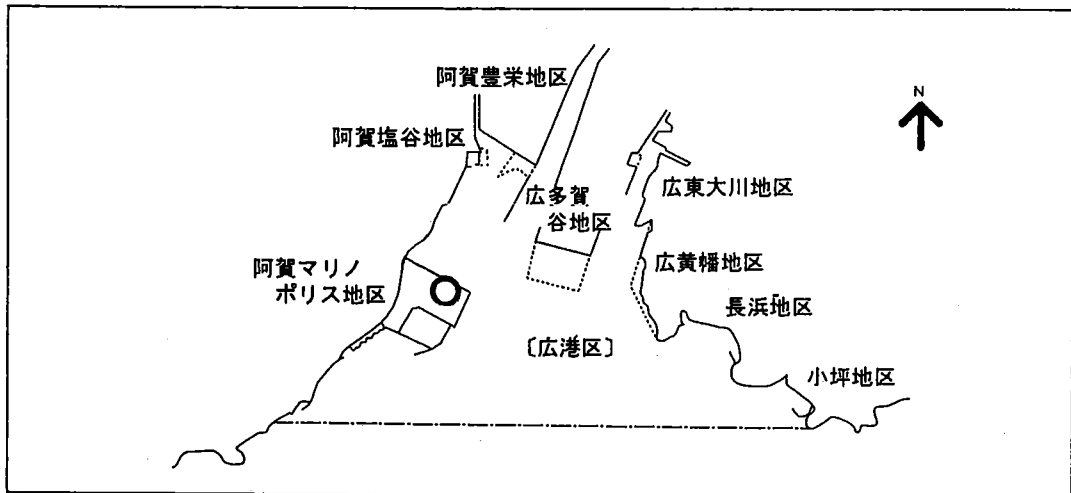 阿賀豊栄地区
N
阿賀塩谷地区
広多賀
谷地区
広東大川地区
阿賀マリノ
ポリス地区
広黄幡地区
長浜地区
〔広港区〕
小坪地区